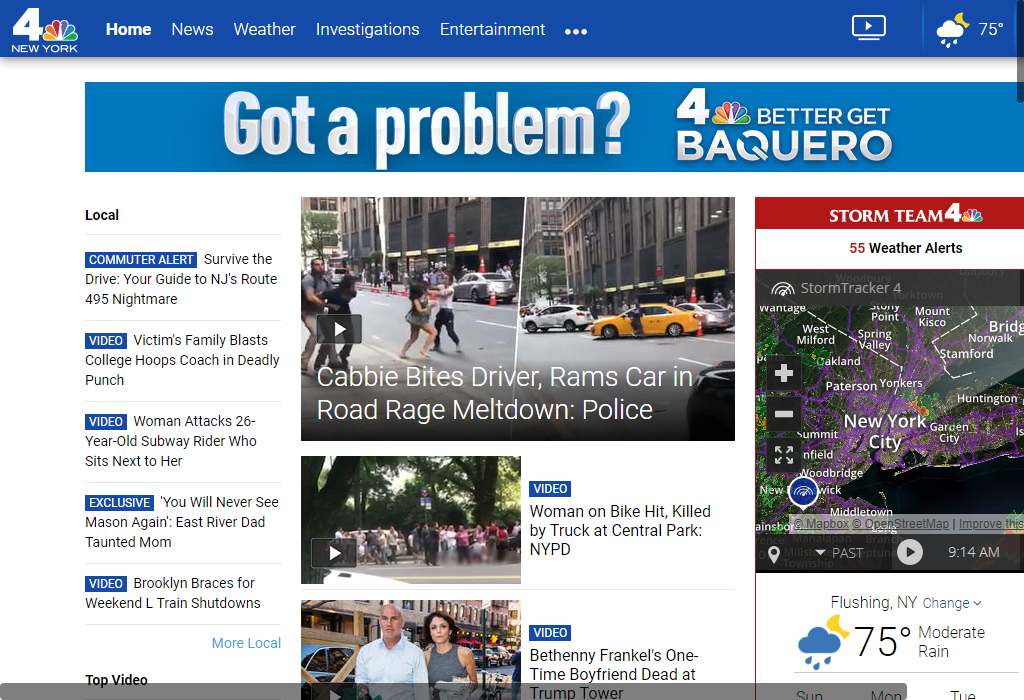 4
NEW YORK
Home News Weather Investigations Entertainment •••
75°
Got a problem?
4 BETTER GET
BAQUERO
Local
COMMUTER ALERT Survive the
Drive: Your Guide to NJ's Route
495 Nightmare
VIDEO Victim's Family Blasts
College Hoops Coach in Deadly
Punch
VIDEO Woman Attacks 26-
Year-Old Subway Rider Who
Sits Next to Her
EXCLUSIVE 'You Will Never See
Mason Again': East River Dad
Taunted Mom
VIDEO Brooklyn Braces for
Weekend L Train Shutdowns
More Local
Top Video
Cabbie Bites Driver, Rams Car in
Road Rage Meltdown: Police
VIDEO
Woman on Bike Hit, Killed
by Truck at Central Park:
NYPD
VIDEO
Bethenny Frankel's One-
Time Boyfriend Dead at
Trump Tower
STORM TEAM 4
55 Weather Alerts
StormTracker 4
Yorktown
Wantage
Stony
Point
Mount
Kisco
West
Milford
Spring
Valley
Norwalk
Stamford
Oakland
Paterson
Yonkers
Huntington
New York
City
Garden
City
Summit
nfield
Woodbridge
New
wick
Middletown
© Mapbox © OpenStreetMap | Improve this
Township
PAST
9:14 AM
Flushing, NY Change
75° Moderate
Rain
Sun Mon Tue